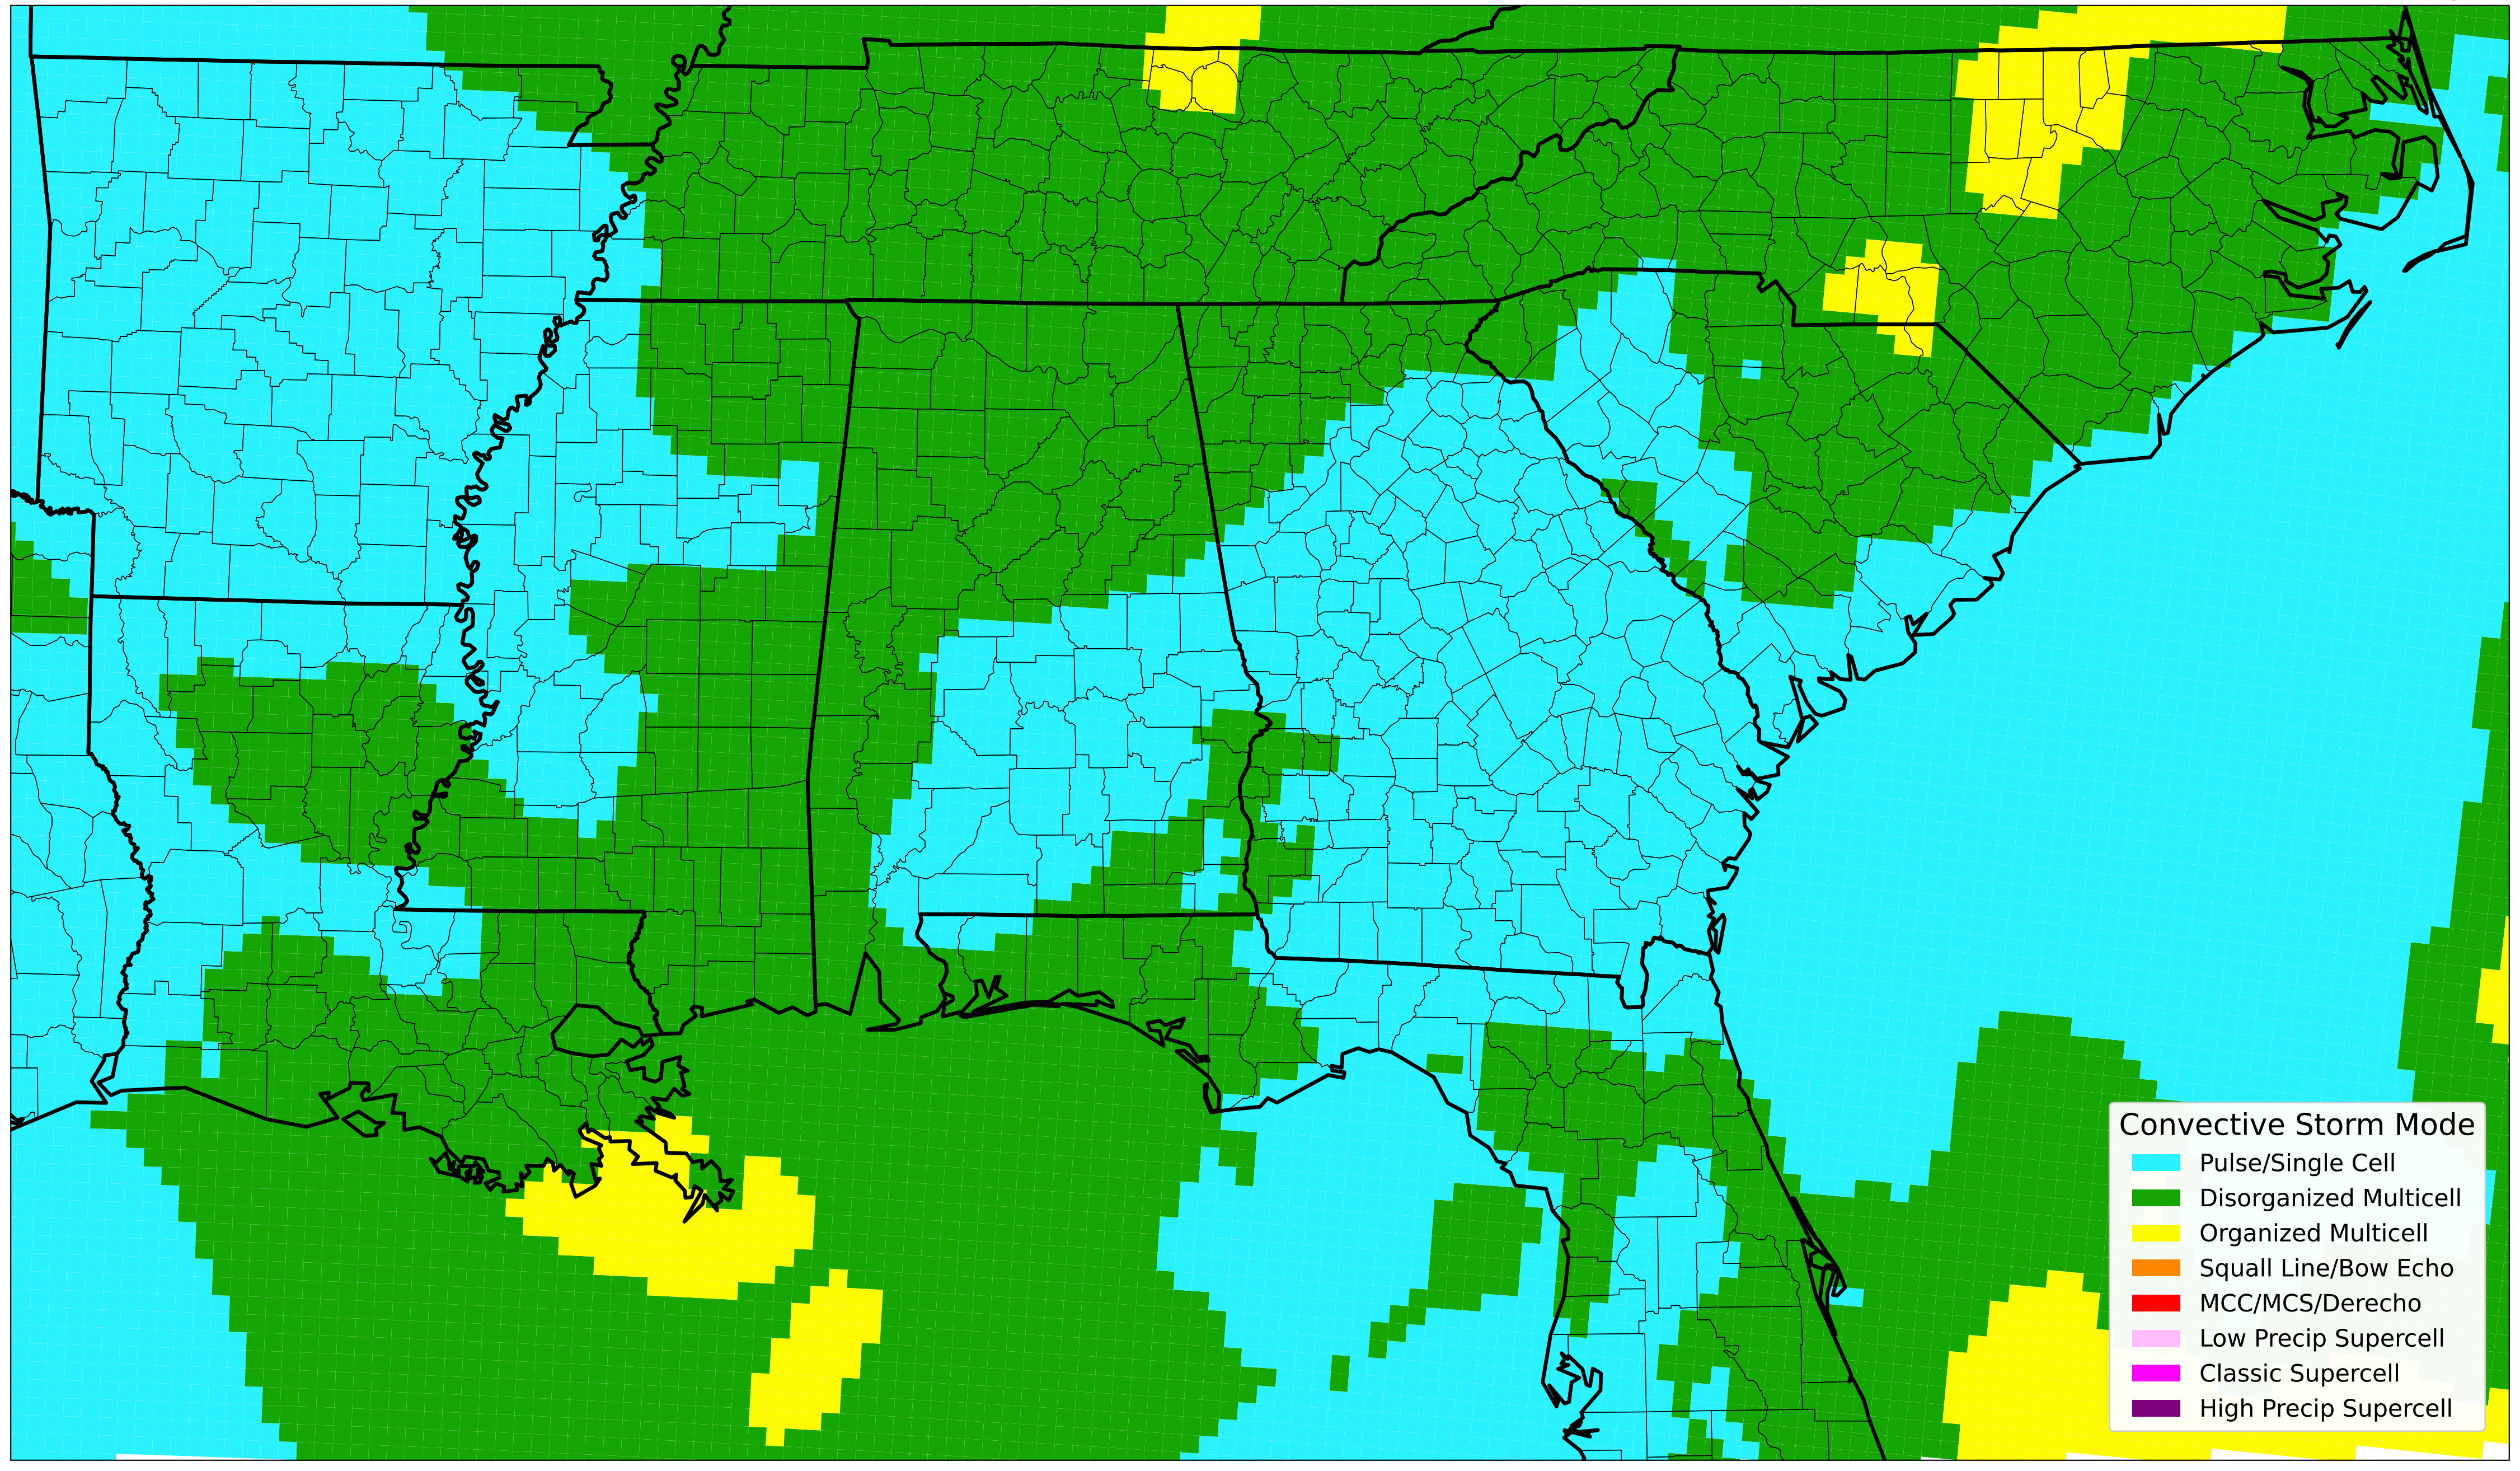 Convective Storm Mode
Pulse/Single Cell
Disorganized Multicell
Organized Multicell
Squall Line/Bow Echo
MCC/MCS/Derecho
Low Precip Supercell
Classic Supercell
High Precip Supercell